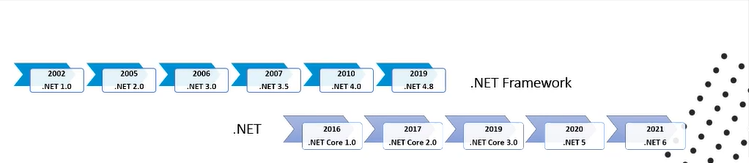 2002 2005 2006 2007 2010 2019
.NET 1.0 .NET 2.0 .NET 3.0 .NET 3.5 .NET 4.0 .NET 4.8
.NET Framework
.NET
2016 2017 2019 2020 2021
.NET Core 1.0 .NET Core 2.0 .NET Core 3.0 .NET 5 .NET 6